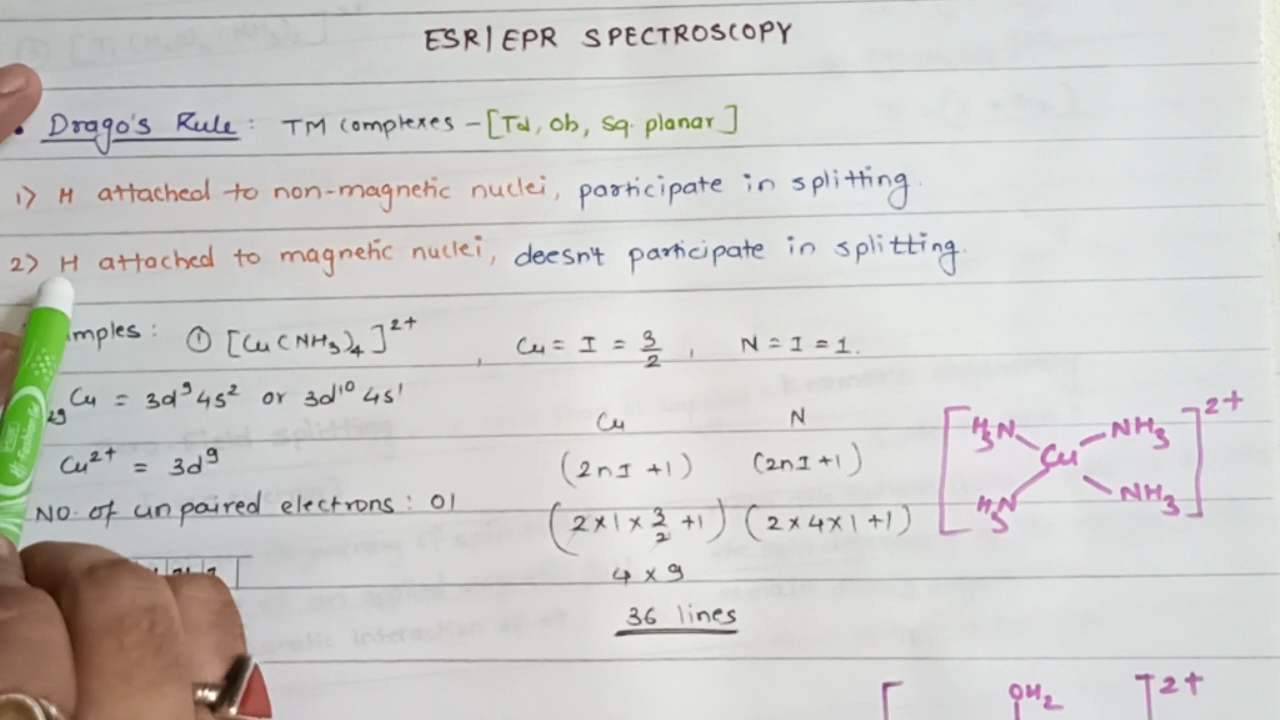 ESR/EPR SPECTROSCOPY
• Drago's Rule : TM complexes - [Td, Oh, sq. planar]
1) H attached to non-magnetic nuclei, participate in splitting.
2) H attached to magnetic nuclei, deesn't participate in splitting.
mples : ① [Cu(NH₃)₄]²⁺ , Cu = I = 3/2 , N = I = 1.
₂₉Cu = 3d⁹4s² or 3d¹⁰ 4s¹
Cu N
Cu²⁺ = 3d⁹
(2nI +1) (2nI +1)
[H₃N NH₃ Cu H₃N NH₃]²⁺
NO. of unpaired electrons : 01
(2×1×3/2 +1) (2×4×1+1)
4 × 9
36 lines
[OH₂]²⁺